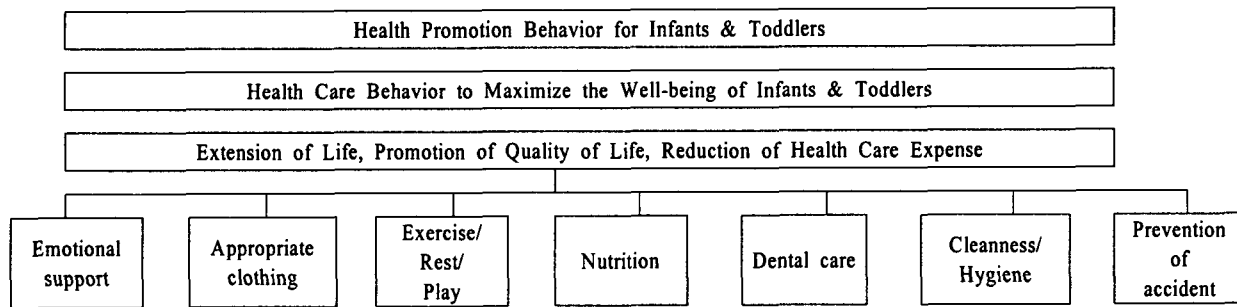 Health Promotion Behavior for Infants & Toddlers
Health Care Behavior to Maximize the Well-being of Infants & Toddlers
Extension of Life, Promotion of Quality of Life, Reduction of Health Care Expense
Emotional
support
Appropriate
clothing
Exercise/
Rest/
Play
Nutrition
Dental care
Cleanness/
Hygiene
Prevention
of
accident